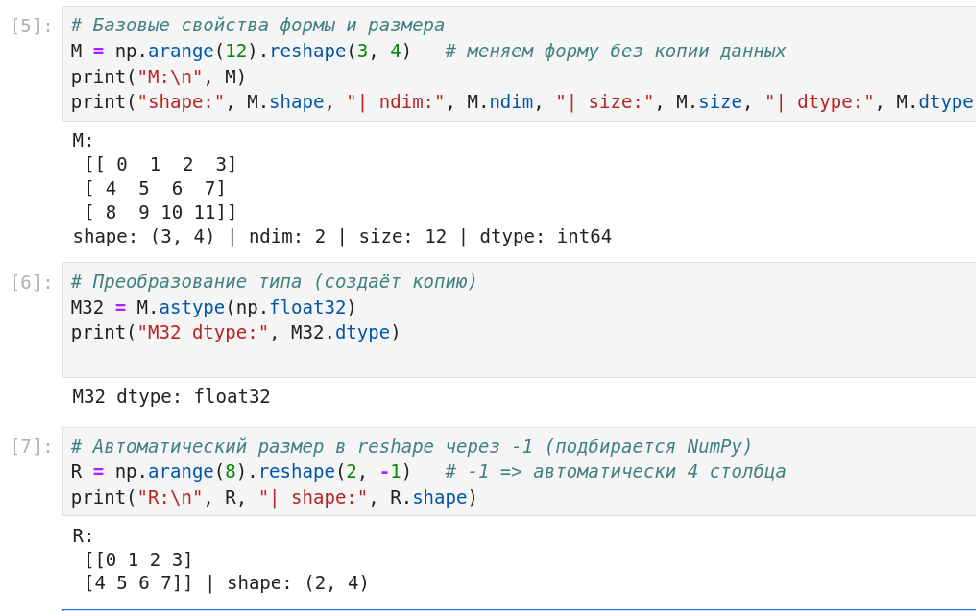 [5]:
# Базовые свойства формы и размера
M = np.arange(12).reshape(3, 4)   # меняем форму без копии данных
print("M:\n", M)
print("shape:", M.shape, "| ndim:", M.ndim, "| size:", M.size, "| dtype:", M.dtype
M:
 [[ 0  1  2  3]
 [ 4  5  6  7]
 [ 8  9 10 11]]
shape: (3, 4) | ndim: 2 | size: 12 | dtype: int64
[6]:
# Преобразование типа (создаёт копию)
M32 = M.astype(np.float32)
print("M32 dtype:", M32.dtype)
M32 dtype: float32
[7]:
# Автоматический размер в reshape через -1 (подбирается NumPy)
R = np.arange(8).reshape(2, -1)   # -1 => автоматически 4 столбца
print("R:\n", R, "| shape:", R.shape)
R:
 [[0 1 2 3]
 [4 5 6 7]] | shape: (2, 4)